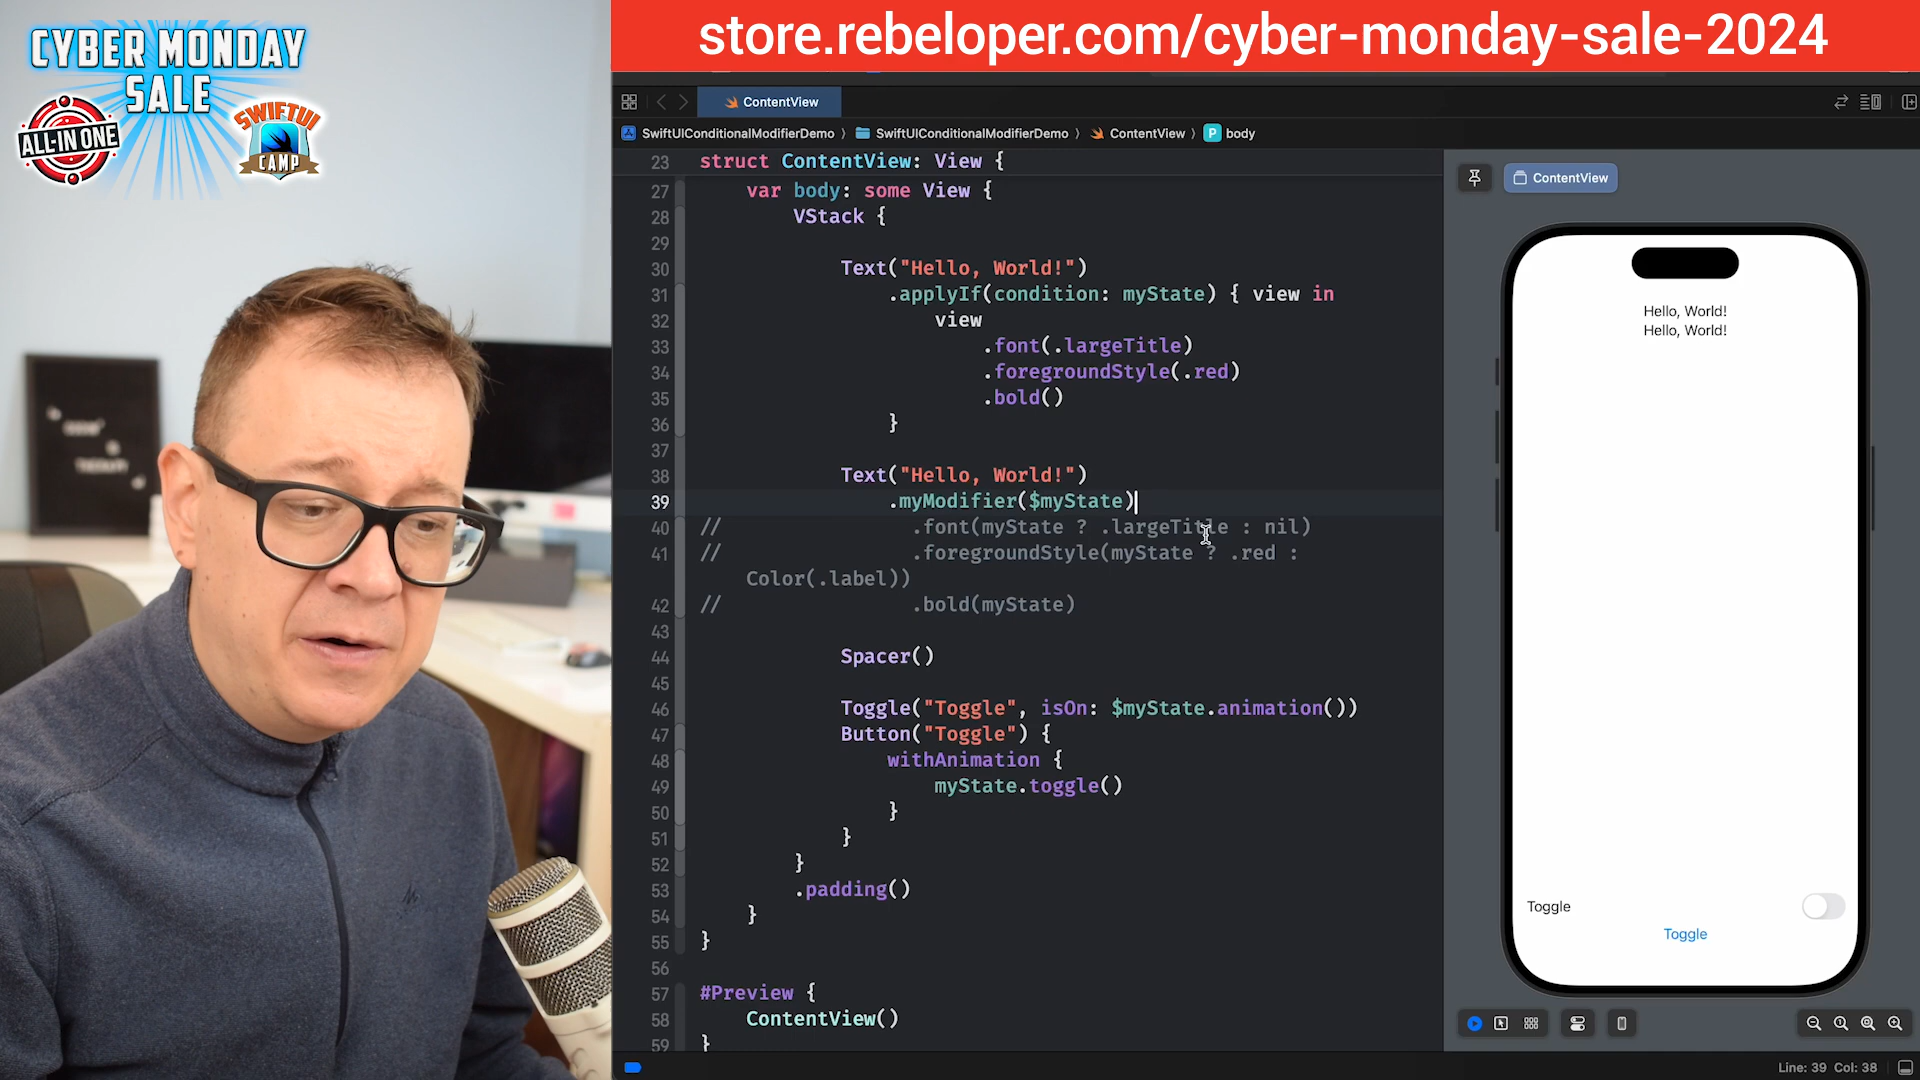 CYBER MONDAY
SALE
ALL-IN ONE
SWIFTUI
CAMP
store.rebeloper.com/cyber-monday-sale-2024
ContentView
SwiftUIConditionalModifierDemo 〉 SwiftUIConditionalModifierDemo 〉 ContentView 〉 P body
23 struct ContentView: View {
27 var body: some View {
28 VStack {
29
30 Text("Hello, World!")
31 .applyIf(condition: myState) { view in
32 view
33 .font(.largeTitle)
34 .foregroundStyle(.red)
35 .bold()
36 }
37
38 Text("Hello, World!")
39 .myModifier($myState)
40 // .font(myState ? .largeTitle : nil)
41 // .foregroundStyle(myState ? .red :
Color(.label))
42 // .bold(myState)
43
44 Spacer()
45
46 Toggle("Toggle", isOn: $myState.animation())
47 Button("Toggle") {
48 withAnimation {
49 myState.toggle()
50 }
51 }
52 }
53 .padding()
54 }
55 }
56
57 #Preview {
58 ContentView()
59 }
ContentView
Hello, World!
Hello, World!
Toggle
Toggle
Line: 39 Col: 38